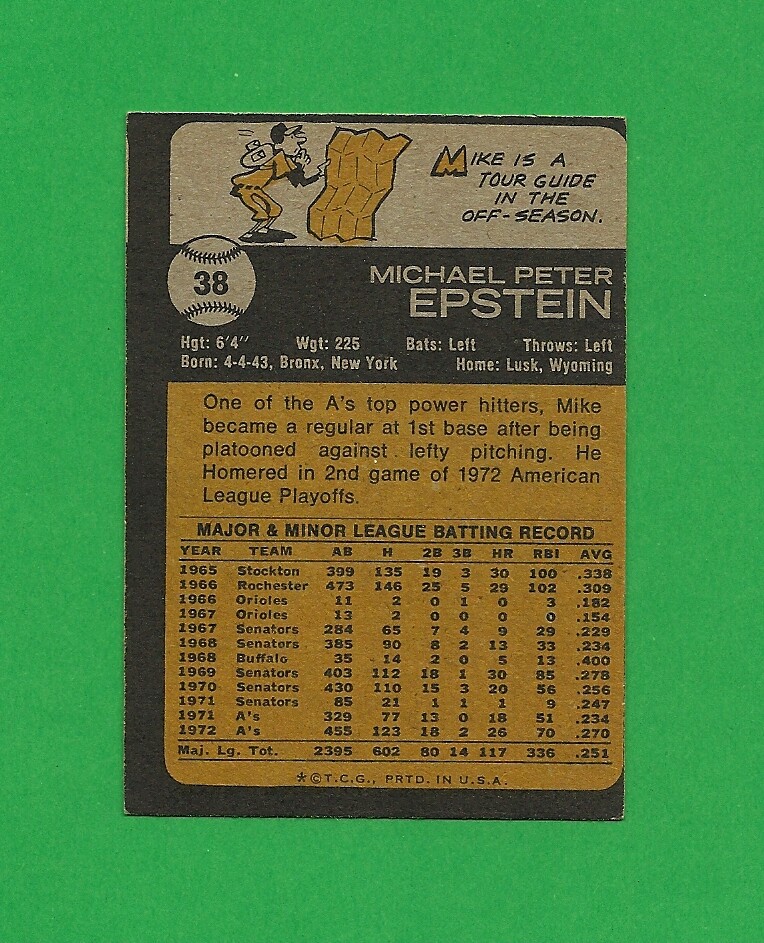 MIKE IS A
TOUR GUIDE
IN THE
OFF-SEASON.
38
MICHAEL PETER
EPSTEIN
Hgt: 6'4" Wgt: 225 Bats: Left Throws: Left
Born: 4-4-43, Bronx, New York Home: Lusk, Wyoming
One of the A's top power hitters, Mike
became a regular at 1st base after being
platooned against lefty pitching. He
Homered in 2nd game of 1972 American
League Playoffs.
MAJOR & MINOR LEAGUE BATTING RECORD
YEAR TEAM AB H 2B 3B HR RBI AVG
1965 Stockton 399 135 19 3 30 100 .338
1966 Rochester 473 146 25 5 29 102 .309
1966 Orioles 11 2 0 1 0 3 .182
1967 Orioles 13 2 0 0 0 0 .154
1967 Senators 284 65 7 4 9 29 .229
1968 Senators 385 90 8 2 13 33 .234
1968 Buffalo 35 14 2 0 5 13 .400
1969 Senators 403 112 18 1 30 85 .278
1970 Senators 430 110 15 3 20 56 .256
1971 Senators 85 21 1 1 1 9 .247
1971 A's 329 77 13 0 18 51 .234
1972 A's 455 123 18 2 26 70 .270
Maj. Lg. Tot. 2395 602 80 14 117 336 .251
*©T.C.G., PRTD. IN U.S.A.